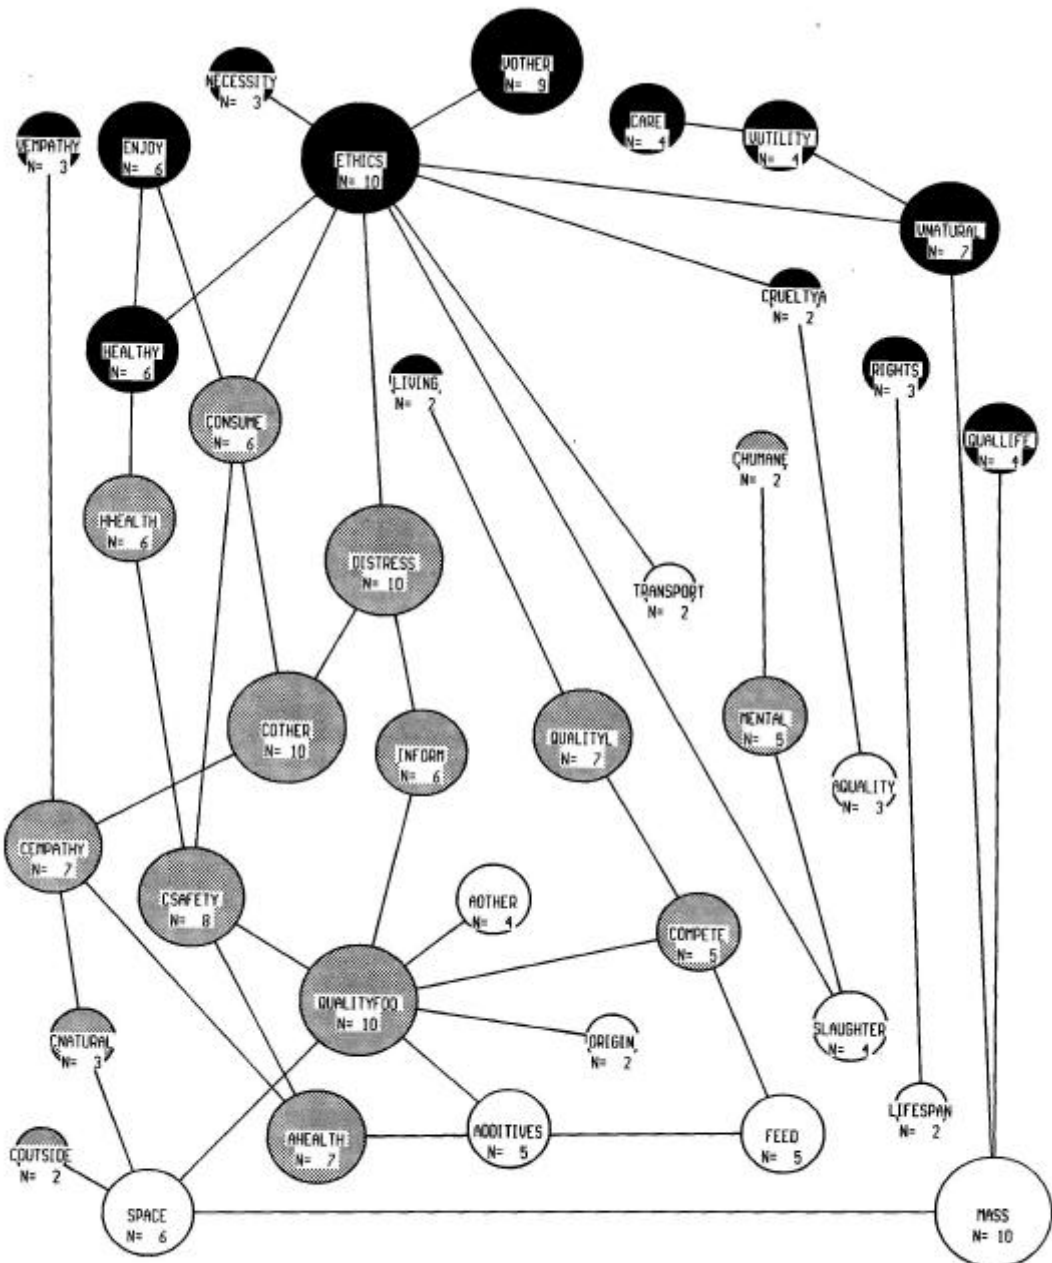 NECESSITY
N= 3
VOTHER
N= 9
VEMPATHY
N= 3
ENJOY
N= 6
ETHICS
N= 10
CARE
N= 4
VUTILITY
N= 4
VNATURAL
N= 7
CRUELTYA
N= 2
HEALTHY
N= 6
LIVING
N= 2
RIGHTS
N= 3
CONSUME
N= 6
CHUMANE
N= 2
QUALLIFE
N= 4
HHEALTH
N= 6
DISTRESS
N= 10
TRANSPORT
N= 2
COTHER
N= 10
INFORM
N= 6
QUALITYL
N= 7
MENTAL
N= 5
AQUALITY
N= 3
CEMPATHY
N= 7
CSAFETY
N= 8
AOTHER
N= 4
COMPETE
N= 5
QUALITYFOO
N= 10
CNATURAL
N= 3
ORIGIN
N= 2
SLAUGHTER
N= 4
LIFESPAN
N= 2
COUTSIDE
N= 2
AHEALTH
N= 7
ADDITIVES
N= 5
FEED
N= 5
SPACE
N= 6
MASS
N= 10